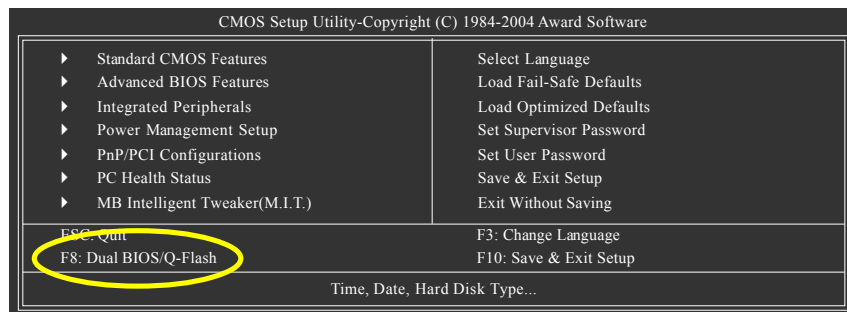 CMOS Setup Utility-Copyright (C) 1984-2004 Award Software
Standard CMOS Features
Advanced BIOS Features
Integrated Peripherals
Power Management Setup
PnP/PCI Configurations
PC Health Status
MB Intelligent Tweaker(M.I.T.)
Select Language
Load Fail-Safe Defaults
Load Optimized Defaults
Set Supervisor Password
Set User Password
Save & Exit Setup
Exit Without Saving
ESC: Quit
F3: Change Language
F8: Dual BIOS/Q-Flash
F10: Save & Exit Setup
Time, Date, Hard Disk Type...